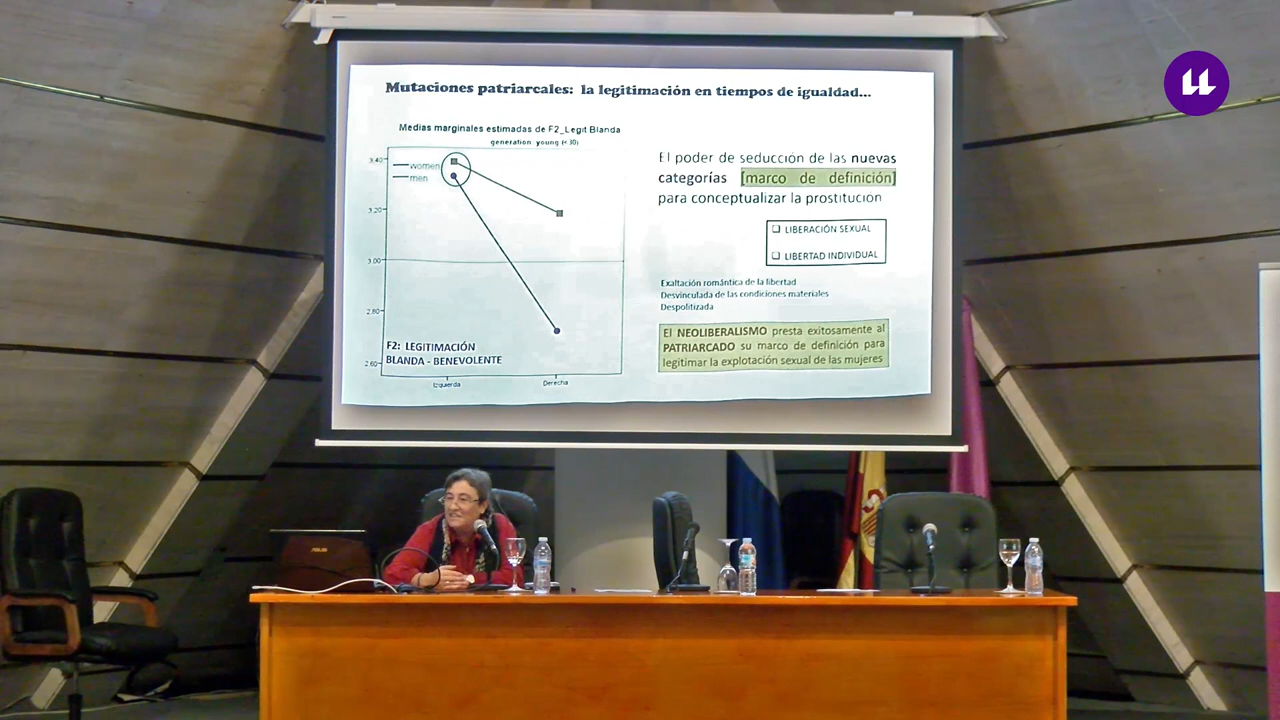 Mutaciones patriarcales: la legitimación en tiempos de igualdad...
Medias marginales estimadas de F2_Legit Blanda
generation young (< 30)
3,40
women
men
3,20
3,00
2,80
2,60
F2: LEGITIMACIÓN
BLANDA - BENEVOLENTE
Izquierda
Derecha
El poder de seducción de las nuevas
categorías [marco de definición]
para conceptualizar la prostitución
LIBERACIÓN SEXUAL
LIBERTAD INDIVIDUAL
Exaltación romántica de la libertad
Desvinculada de las condiciones materiales
Despolitizada
El NEOLIBERALISMO presta exitosamente al
PATRIARCADO su marco de definición para
legitimar la explotación sexual de las mujeres
ASUS